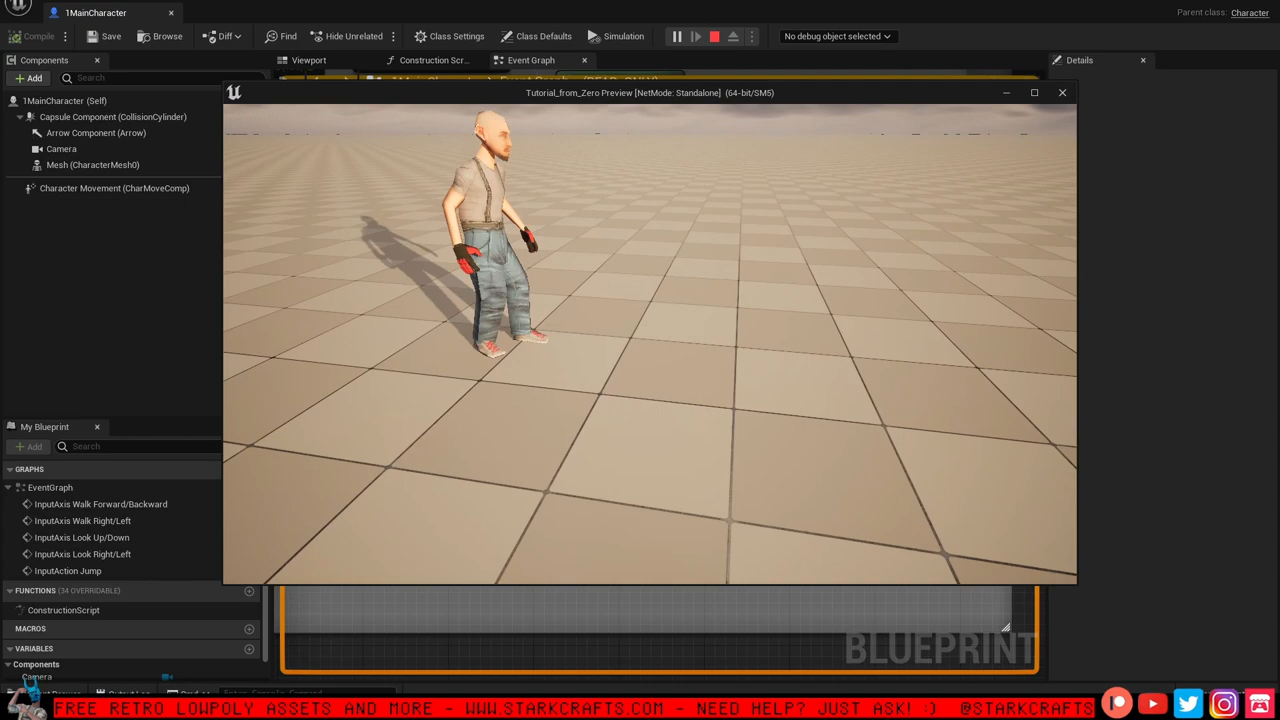 1MainCharacter
Parent class: Character
Compile
Save
Browse
Diff
Find
Hide Unrelated
Class Settings
Class Defaults
Simulation
No debug object selected
Components
Viewport
Construction Scr...
Event Graph
Details
Add
Search
Tutorial_from_Zero Preview [NetMode: Standalone] (64-bit/SM5)
1MainCharacter (Self)
Capsule Component (CollisionCylinder)
Arrow Component (Arrow)
Camera
Mesh (CharacterMesh0)
Character Movement (CharMoveComp)
My Blueprint
Add
Search
GRAPHS
EventGraph
InputAxis Walk Forward/Backward
InputAxis Walk Right/Left
InputAxis Look Up/Down
InputAxis Look Right/Left
InputAction Jump
FUNCTIONS (34 OVERRIDABLE)
ConstructionScript
MACROS
VARIABLES
Components
Camera
BLUEPRINT
FREE RETRO LOWPOLY ASSETS AND MORE - WWW.STARKCRAFTS.COM - NEED HELP? JUST ASK! :) @STARKCRAFTS